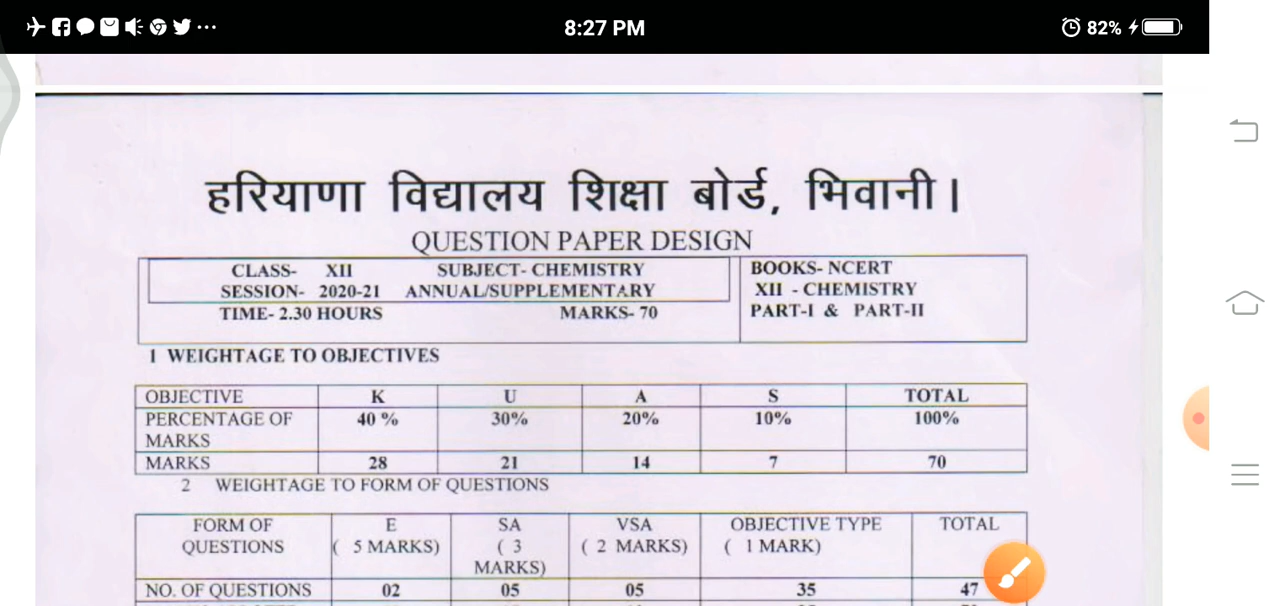 8:27 PM
82%
हरियाणा विद्यालय शिक्षा बोर्ड, भिवानी।
QUESTION PAPER DESIGN
CLASS- XII SUBJECT- CHEMISTRY BOOKS- NCERT
SESSION- 2020-21 ANNUAL/SUPPLEMENTARY XII - CHEMISTRY
TIME- 2.30 HOURS MARKS- 70 PART-I & PART-II
1 WEIGHTAGE TO OBJECTIVES
OBJECTIVE K U A S TOTAL
PERCENTAGE OF 40 % 30% 20% 10% 100%
MARKS
MARKS 28 21 14 7 70
2 WEIGHTAGE TO FORM OF QUESTIONS
FORM OF E SA VSA OBJECTIVE TYPE TOTAL
QUESTIONS ( 5 MARKS) ( 3 ( 2 MARKS) ( 1 MARK)
MARKS)
NO. OF QUESTIONS 02 05 05 35 47